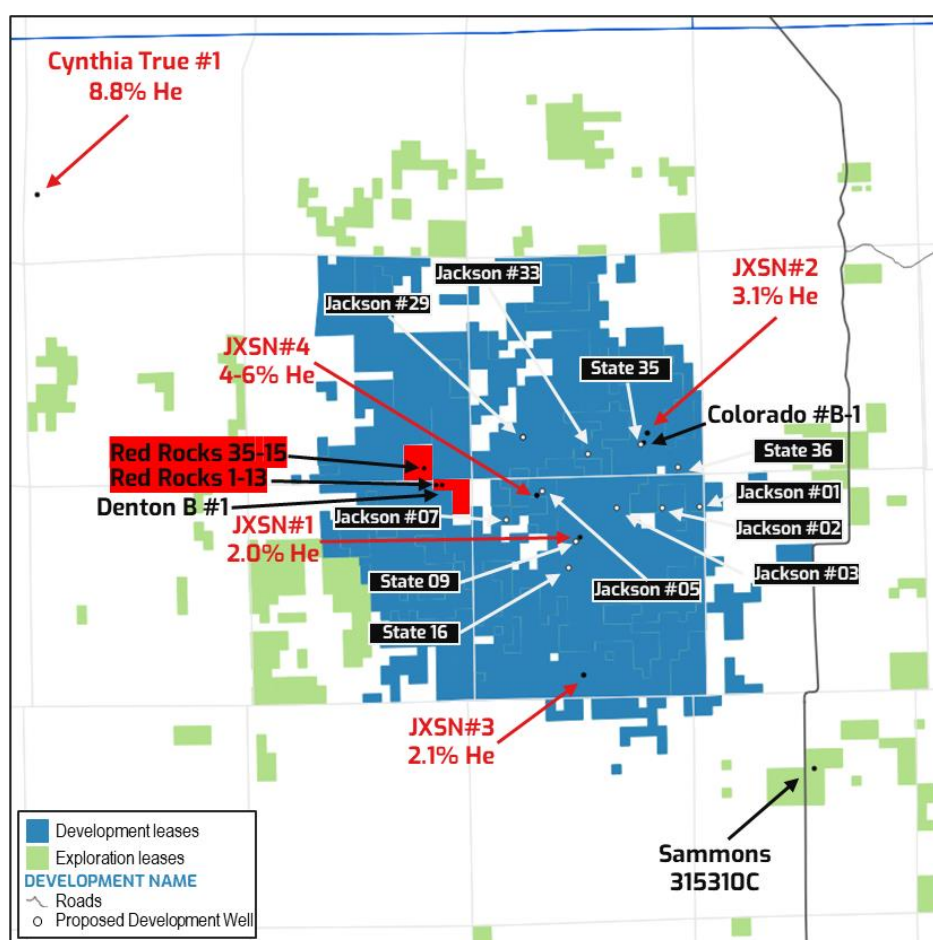 Cynthia True #1
8.8% He
Jackson #33
JXSN#2
3.1% He
Jackson #29
JXSN#4
4-6% He
State 35
Colorado #B-1
Red Rocks 35-15
State 36
Red Rocks 1-13
Denton B #1
Jackson #01
Jackson #07
Jackson #02
JXSN#1
2.0% He
Jackson #03
State 09
Jackson #05
State 16
JXSN#3
2.1% He
Sammons
315310C
Development leases
Exploration leases
DEVELOPMENT NAME
Roads
Proposed Development Well